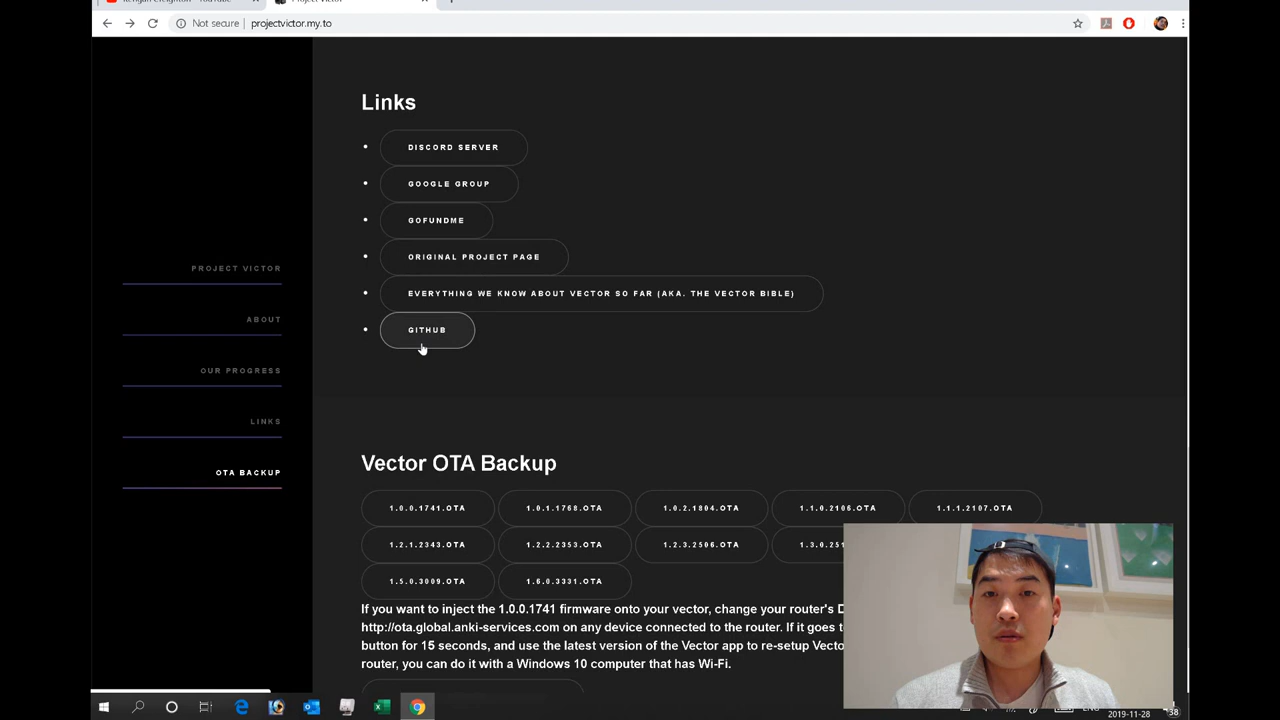 Not secure | projectvictor.my.to
Links
DISCORD SERVER
GOOGLE GROUP
GOFUNDME
ORIGINAL PROJECT PAGE
EVERYTHING WE KNOW ABOUT VECTOR SO FAR (AKA. THE VECTOR BIBLE)
GITHUB
PROJECT VICTOR
ABOUT
OUR PROGRESS
LINKS
OTA BACKUP
Vector OTA Backup
1.0.0.1741.OTA 1.0.1.1768.OTA 1.0.2.1804.OTA 1.1.0.2106.OTA 1.1.1.2107.OTA
1.2.1.2343.OTA 1.2.2.2353.OTA 1.2.3.2506.OTA 1.3.0.251
1.5.0.3009.OTA 1.6.0.3331.OTA
If you want to inject the 1.0.0.1741 firmware onto your vector, change your router's D
http://ota.global.anki-services.com on any device connected to the router. If it goes t
button for 15 seconds, and use the latest version of the Vector app to re-setup Vecto
router, you can do it with a Windows 10 computer that has Wi-Fi.
2019-11-28
38